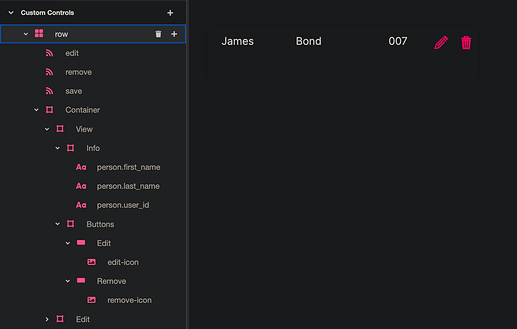 Custom Controls
row
edit
remove
save
Container
View
Info
Aa person.first_name
Aa person.last_name
Aa person.user_id
Buttons
Edit
edit-icon
Remove
remove-icon
Edit
James Bond 007